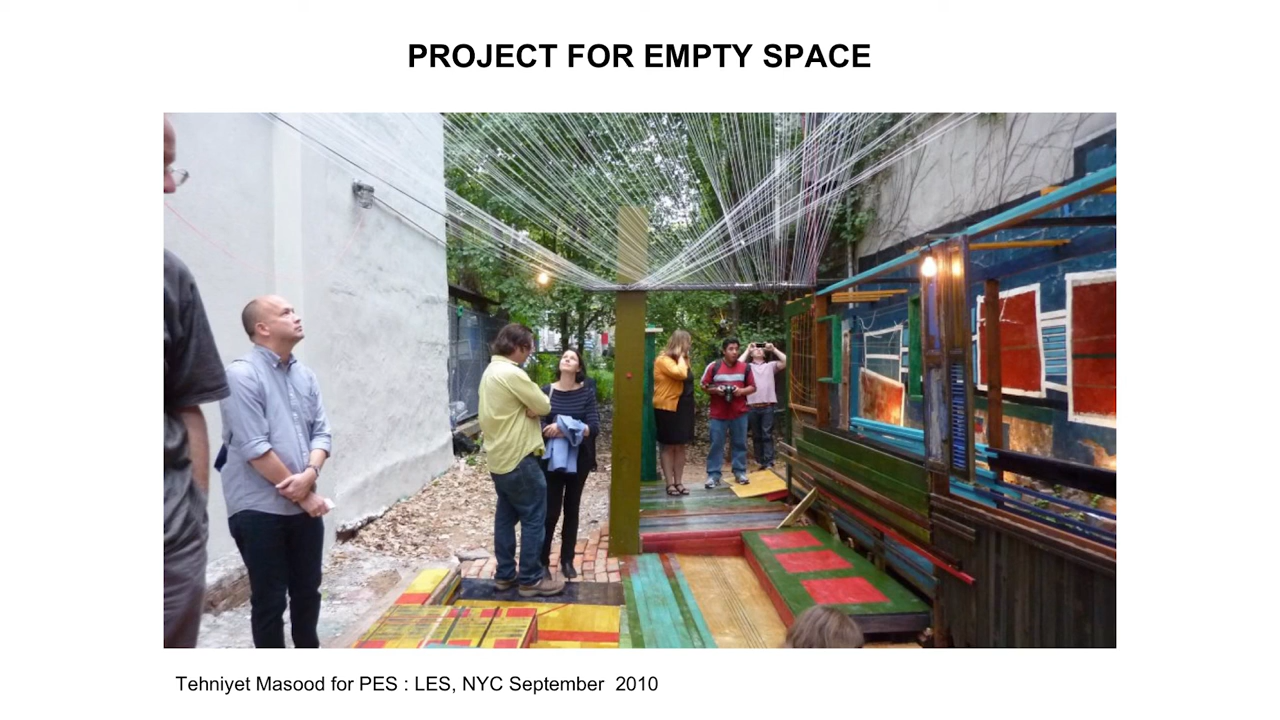 PROJECT FOR EMPTY SPACE
Tehniyet Masood for PES : LES, NYC September  2010